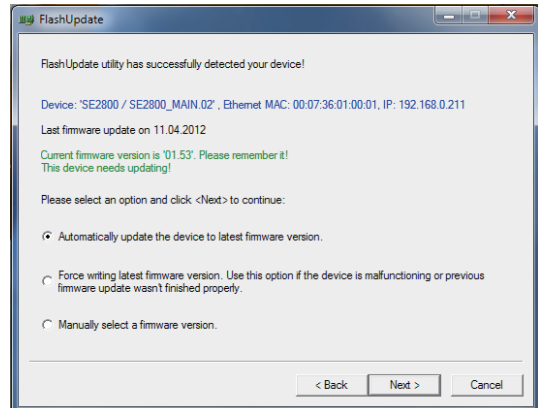 FlashUpdate
FlashUpdate utility has successfully detected your device!
Device: 'SE2800 / SE2800_MAIN.02' , Ethernet MAC: 00:07:36:01:00:01, IP: 192.168.0.211
Last firmware update on 11.04.2012
Current firmware version is '01.53'. Please remember it!
This device needs updating!
Please select an option and click <Next> to continue:
Automatically update the device to latest firmware version.
Force writing latest firmware version. Use this option if the device is malfunctioning or previous
firmware update wasn't finished properly.
Manually select a firmware version.
< Back
Next >
Cancel